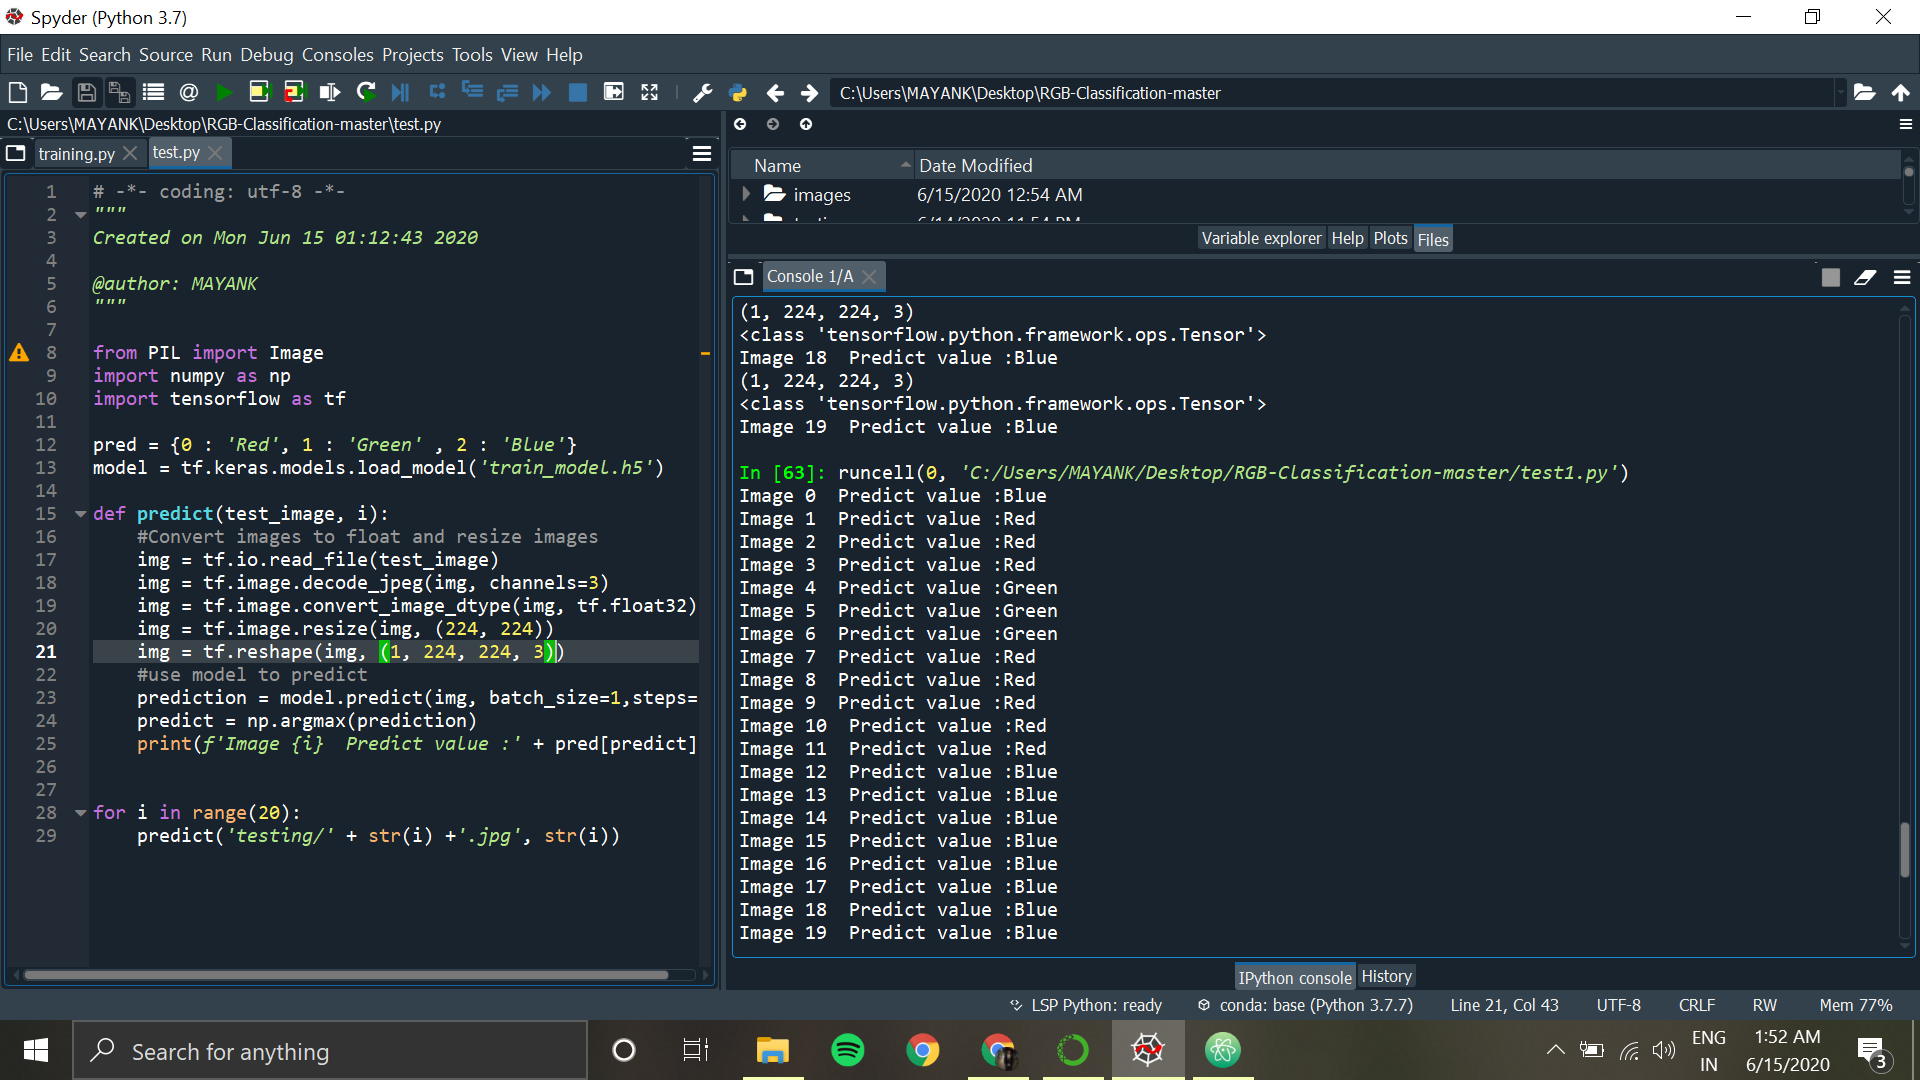 Spyder (Python 3.7)
File Edit Search Source Run Debug Consoles Projects Tools View Help
C:\Users\MAYANK\Desktop\RGB-Classification-master
C:\Users\MAYANK\Desktop\RGB-Classification-master\test.py
training.py test.py
1 # -*- coding: utf-8 -*-
2 """
3 Created on Mon Jun 15 01:12:43 2020
4
5 @author: MAYANK
6 """
7
8 from PIL import Image
9 import numpy as np
10 import tensorflow as tf
11
12 pred = {0 : 'Red', 1 : 'Green' , 2 : 'Blue'}
13 model = tf.keras.models.load_model('train_model.h5')
14
15 def predict(test_image, i):
16 #Convert images to float and resize images
17 img = tf.io.read_file(test_image)
18 img = tf.image.decode_jpeg(img, channels=3)
19 img = tf.image.convert_image_dtype(img, tf.float32)
20 img = tf.image.resize(img, (224, 224))
21 img = tf.reshape(img, (1, 224, 224, 3))
22 #use model to predict
23 prediction = model.predict(img, batch_size=1,steps=
24 predict = np.argmax(prediction)
25 print(f'Image {i}  Predict value :' + pred[predict]
26
27
28 for i in range(20):
29 predict('testing/' + str(i) +'.jpg', str(i))
Name Date Modified
images 6/15/2020 12:54 AM
Variable explorer Help Plots Files
Console 1/A
(1, 224, 224, 3)
<class 'tensorflow.python.framework.ops.Tensor'>
Image 18  Predict value :Blue
(1, 224, 224, 3)
<class 'tensorflow.python.framework.ops.Tensor'>
Image 19  Predict value :Blue
In [63]: runcell(0, 'C:/Users/MAYANK/Desktop/RGB-Classification-master/test1.py')
Image 0  Predict value :Blue
Image 1  Predict value :Red
Image 2  Predict value :Red
Image 3  Predict value :Red
Image 4  Predict value :Green
Image 5  Predict value :Green
Image 6  Predict value :Green
Image 7  Predict value :Red
Image 8  Predict value :Red
Image 9  Predict value :Red
Image 10  Predict value :Red
Image 11  Predict value :Red
Image 12  Predict value :Blue
Image 13  Predict value :Blue
Image 14  Predict value :Blue
Image 15  Predict value :Blue
Image 16  Predict value :Blue
Image 17  Predict value :Blue
Image 18  Predict value :Blue
Image 19  Predict value :Blue
IPython console History
LSP Python: ready conda: base (Python 3.7.7) Line 21, Col 43 UTF-8 CRLF RW Mem 77%
Search for anything
ENG
IN
1:52 AM
6/15/2020
3